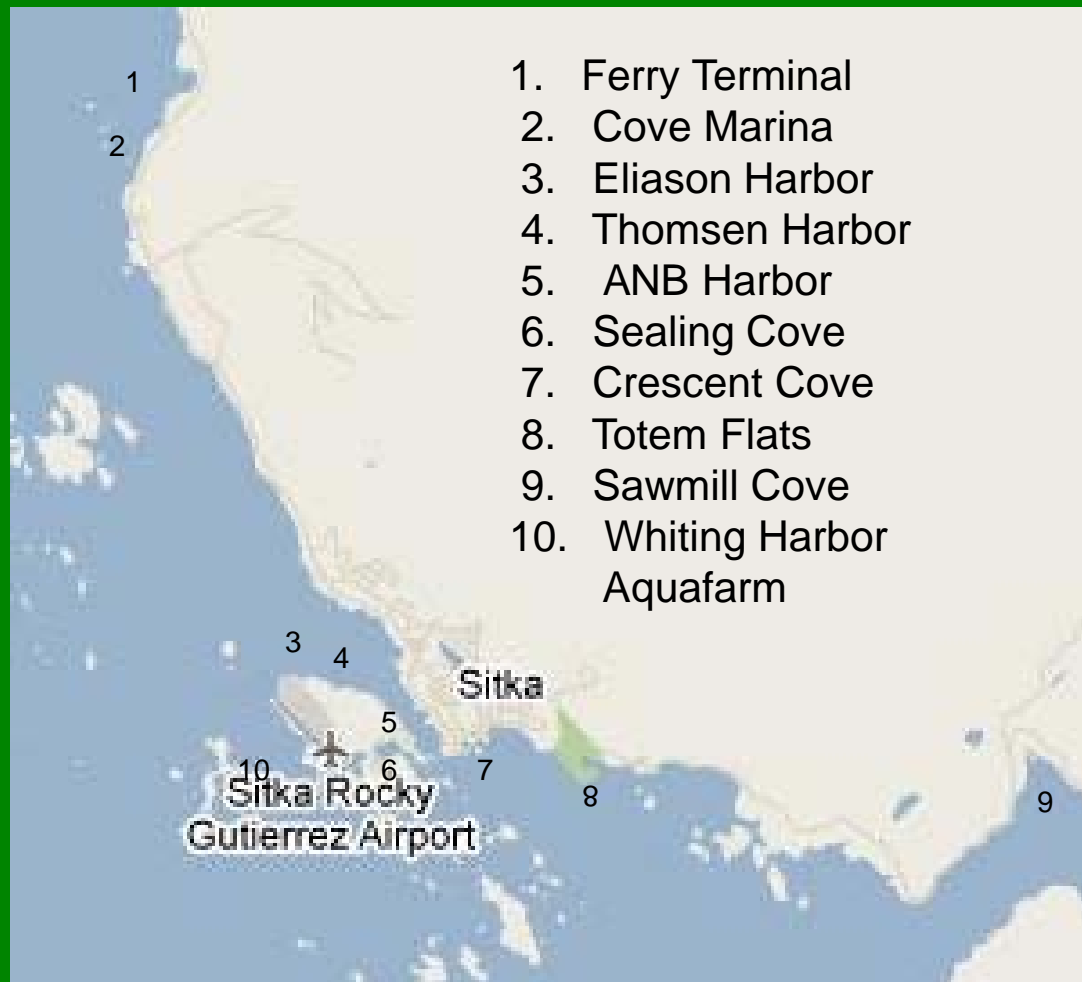 1. Ferry Terminal
2. Cove Marina
3. Eliason Harbor
4. Thomsen Harbor
5. ANB Harbor
6. Sealing Cove
7. Crescent Cove
8. Totem Flats
9. Sawmill Cove
10. Whiting Harbor
Aquafarm
1
2
3
4
Sitka
5
10
6
7
Sitka Rocky
8
9
Gutierrez Airport